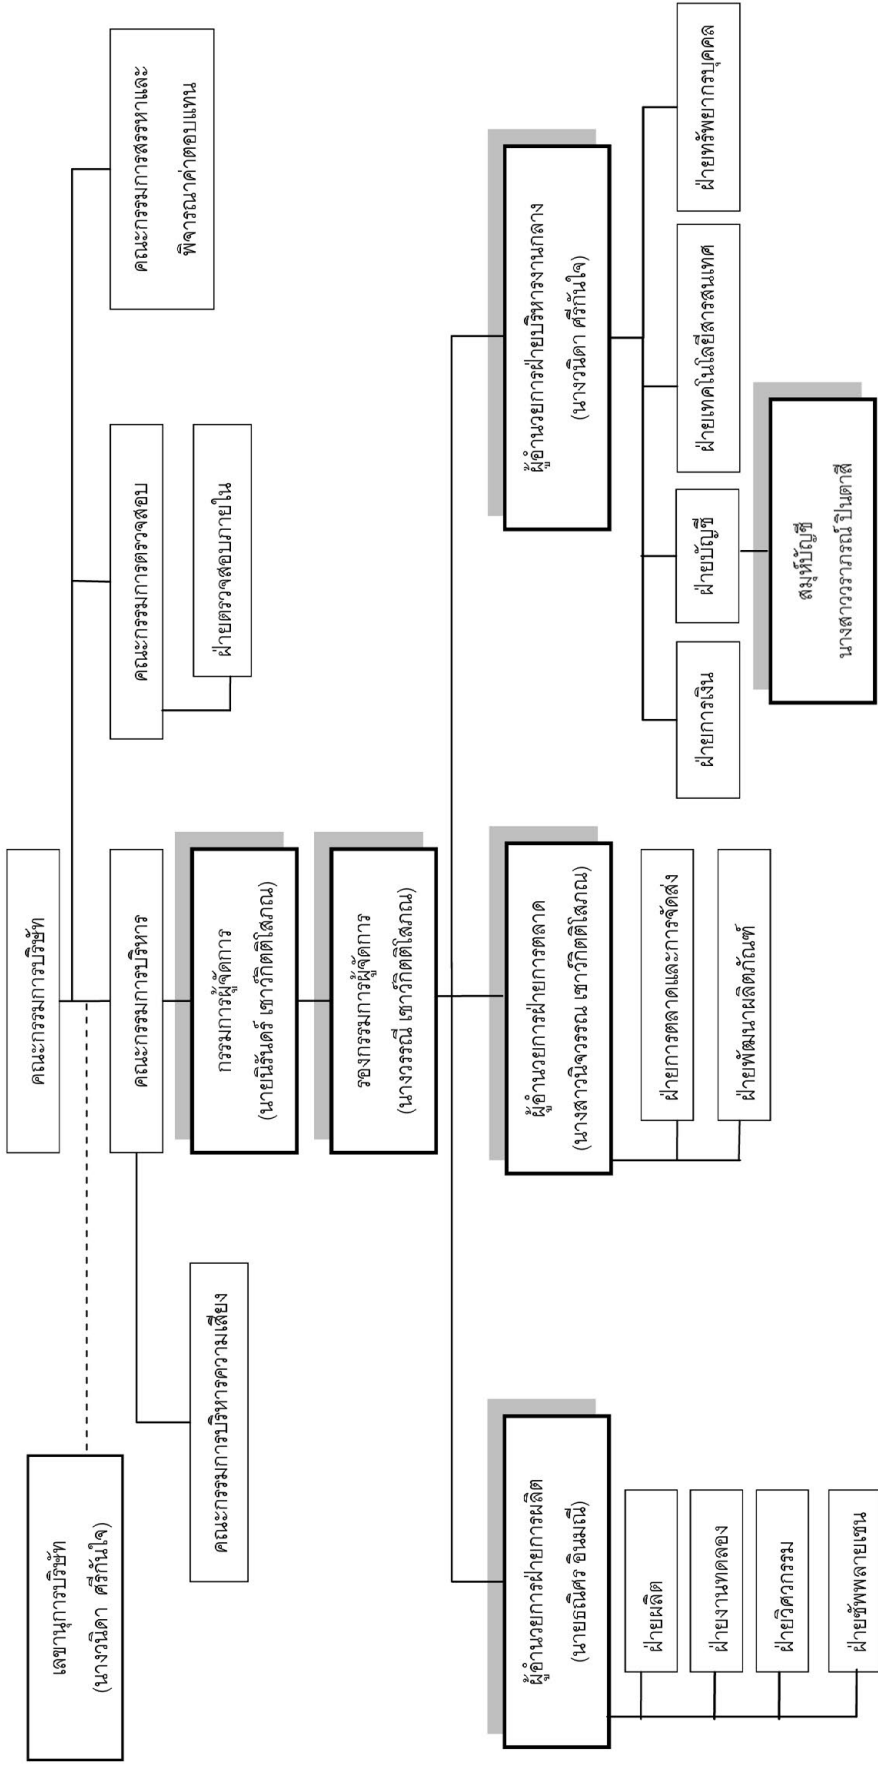 คณะกรรมการบริษัท
เลขานุการบริษัท
(นางวนิดา ศรีกันใจ)
คณะกรรมการบริหาร
คณะกรรมการตรวจสอบ
คณะกรรมการสรรหาและ
พิจารณาค่าตอบแทน
คณะกรรมการบริหารความเสี่ยง
กรรมการผู้จัดการ
(นายนิรันดร์ เชาว์กิตติโสภณ)
ฝ่ายตรวจสอบภายใน
รองกรรมการผู้จัดการ
(นางวรรณี เชาว์กิตติโสภณ)
ผู้อำนวยการฝ่ายการผลิต
(นายธณิศร อินมณี)
ผู้อำนวยการฝ่ายการตลาด
(นางสาวนิจวรรณ เชาว์กิตติโสภณ)
ผู้อำนวยการฝ่ายบริหารงานกลาง
(นางวนิดา ศรีกันใจ)
ฝ่ายผลิต
ฝ่ายงานทดลอง
ฝ่ายวิศวกรรม
ฝ่ายซัพพลายเชน
ฝ่ายการตลาดและการจัดส่ง
ฝ่ายพัฒนาผลิตภัณฑ์
ฝ่ายการเงิน
ฝ่ายบัญชี
ฝ่ายเทคโนโลยีสารสนเทศ
ฝ่ายทรัพยากรบุคคล
สมุห์บัญชี
นางสาววราภรณ์ ปินตาสี